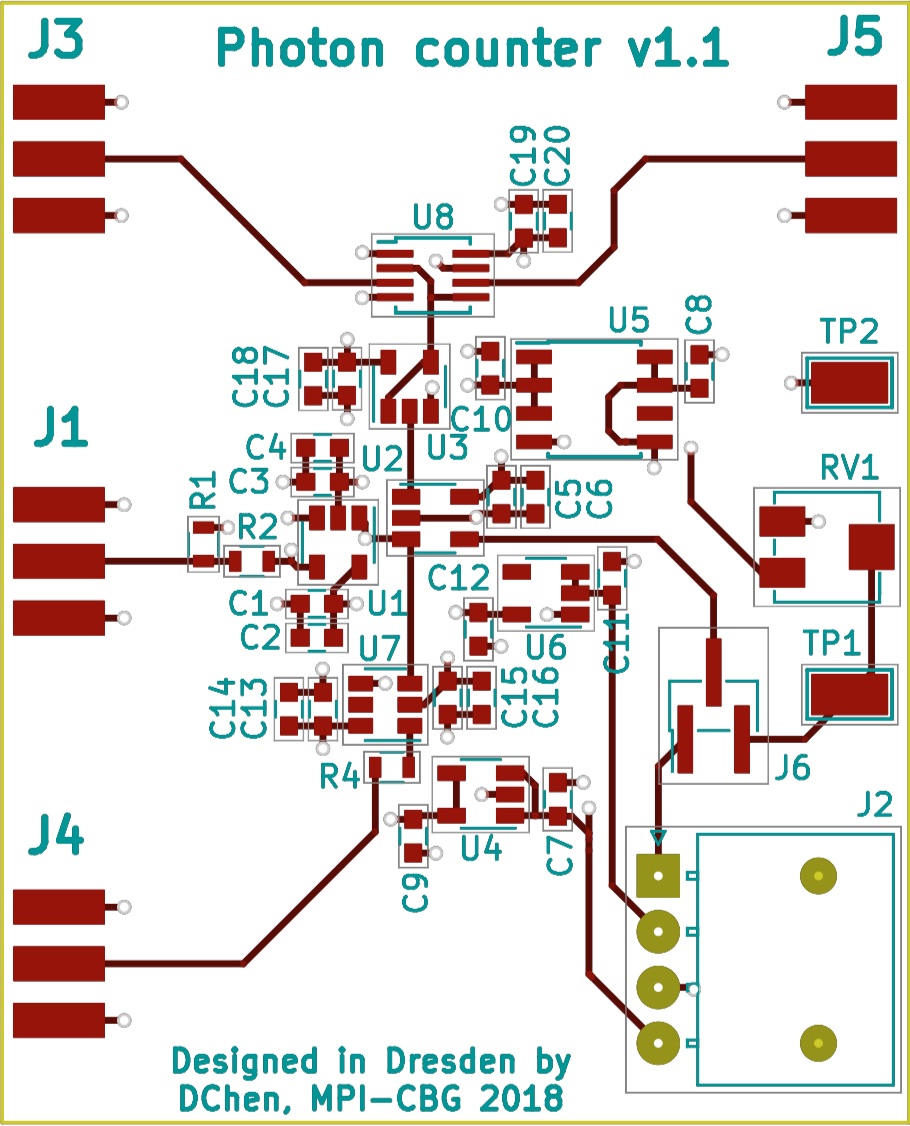 J3
Photon counter v1.1
J5
C19
C20
U8
C8
U5
TP2
C18
C17
C10
J1
U3
C4
U2
RV1
R1
C3
C5
C6
R2
C12
C1
U1
C11
C2
U6
TP1
U7
C14
C13
C15
C16
R4
J6
J2
J4
U4
C7
C9
Designed in Dresden by
DChen, MPI-CBG 2018